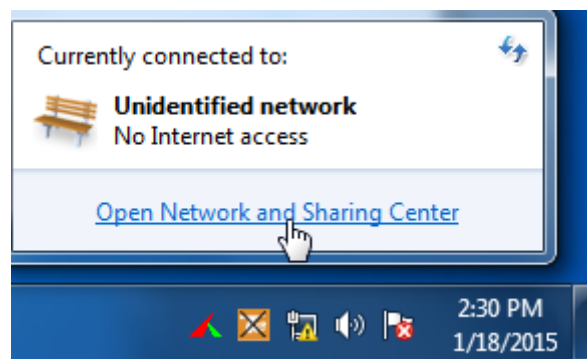 Currently connected to:
Unidentified network
No Internet access
Open Network and Sharing Center
2:30 PM
1/18/2015